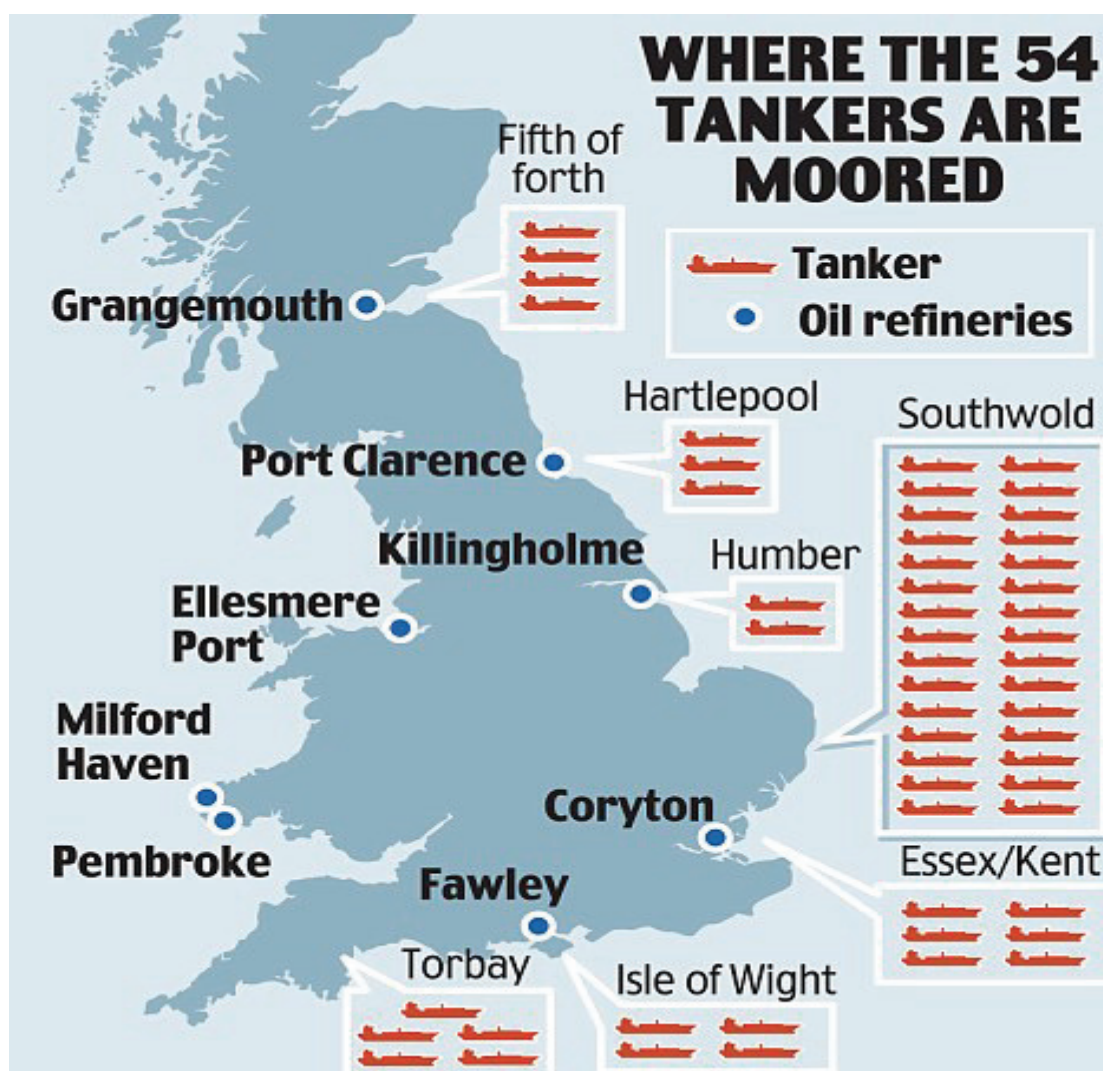 WHERE THE 54
TANKERS ARE
MOORED
Tanker
Oil refineries
Fifth of
forth
Grangemouth
Hartlepool
Southwold
Port Clarence
Killingholme
Humber
Ellesmere
Port
Milford
Haven
Pembroke
Coryton
Essex/Kent
Fawley
Torbay
Isle of Wight